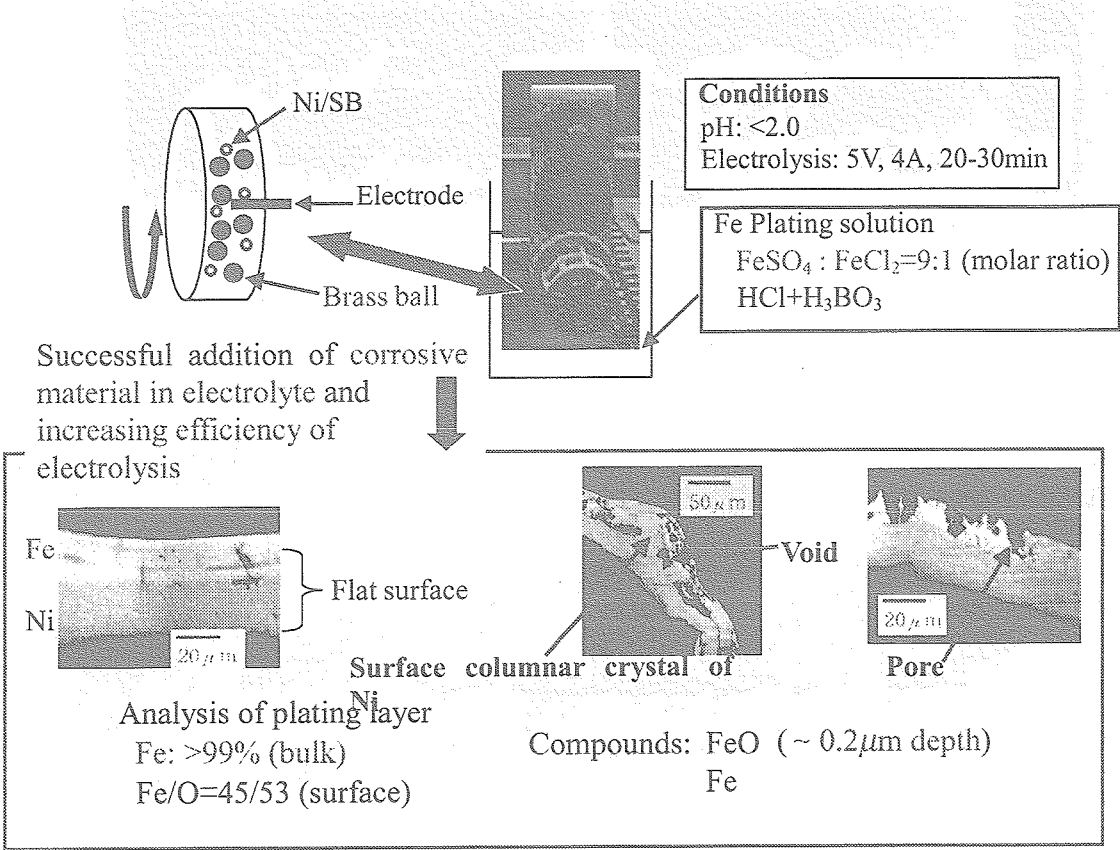 Ni/SB
Electrode
Brass ball
Conditions
pH: <2.0
Electrolysis: 5V, 4A, 20-30min
Fe Plating solution
FeSO₄ : FeCl₂=9:1 (molar ratio)
HCl+H₃BO₃
Successful addition of corrosive
material in electrolyte and
increasing efficiency of
electrolysis
Fe
Ni
Flat surface
20μm
50μm
Void
20μm
Surface columnar crystal of
Ni
Pore
Analysis of plating layer
Fe: >99% (bulk)
Fe/O=45/53 (surface)
Compounds: FeO (~ 0.2μm depth)
Fe